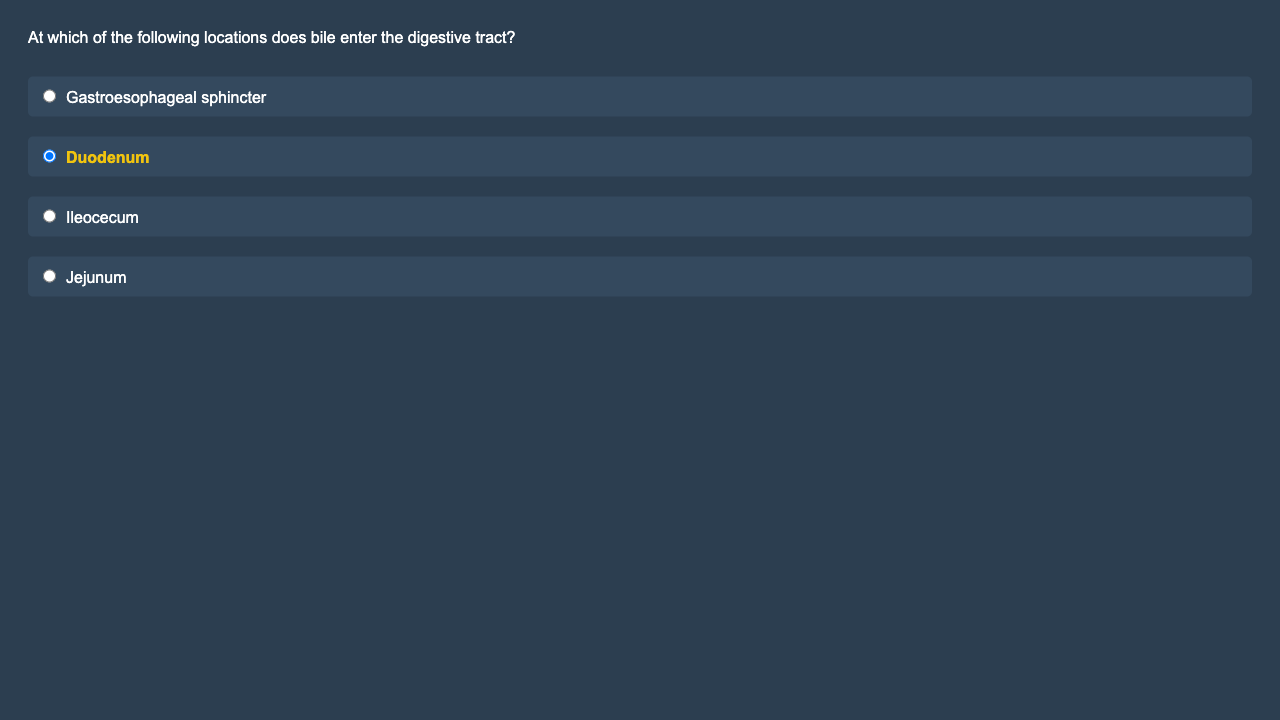 At which of the following locations does bile enter the digestive tract?
Gastroesophageal sphincter
Duodenum
Ileocecum
Jejunum